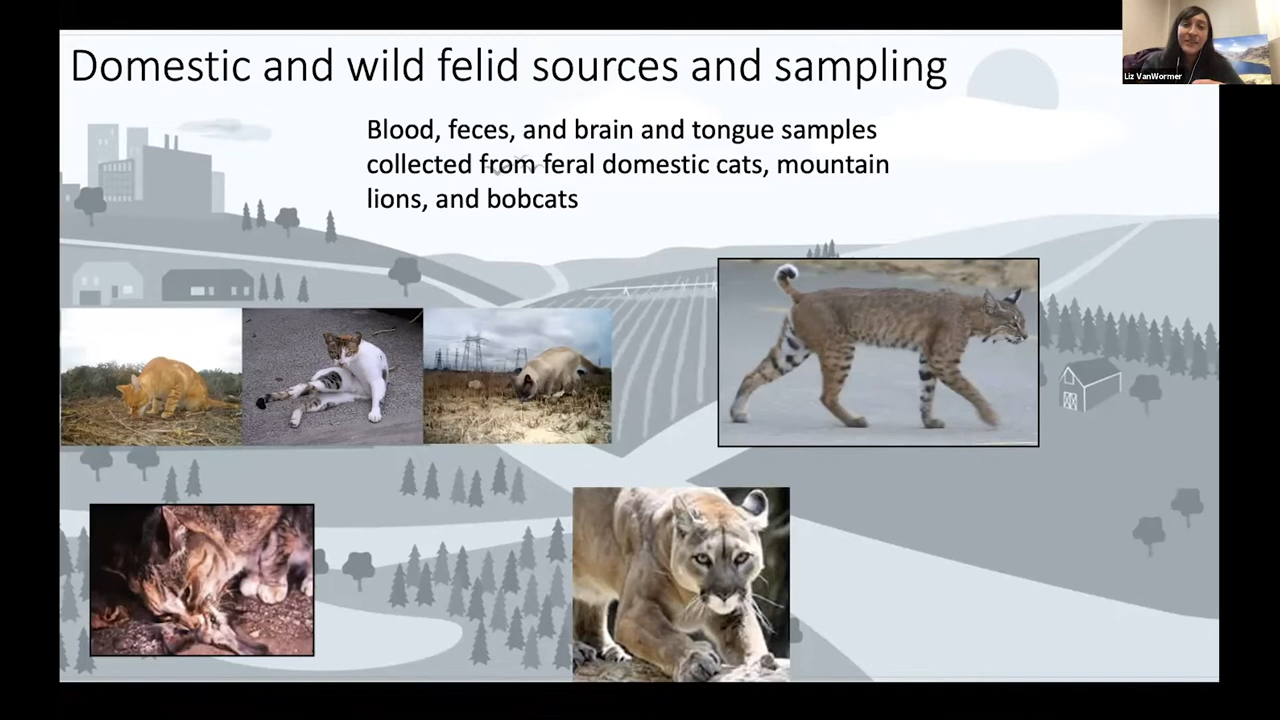 Domestic and wild felid sources and sampling
Liz VanWormer
Blood, feces, and brain and tongue samples
collected from feral domestic cats, mountain
lions, and bobcats